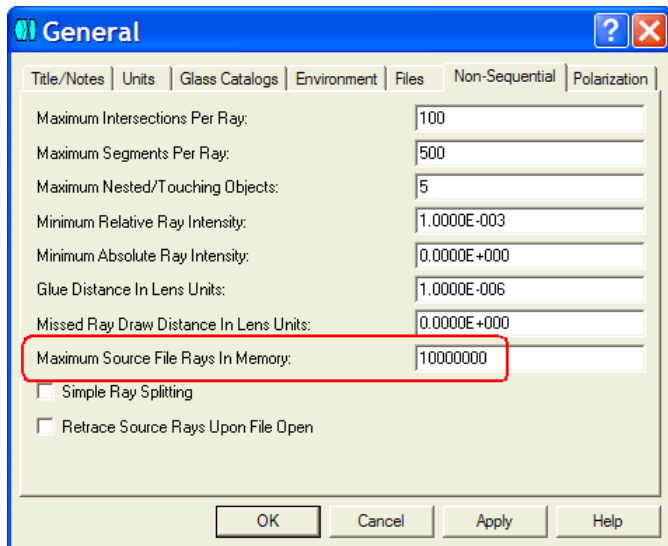 General
Title/Notes Units Glass Catalogs Environment Files Non-Sequential Polarization
Maximum Intersections Per Ray: 100
Maximum Segments Per Ray: 500
Maximum Nested/Touching Objects: 5
Minimum Relative Ray Intensity: 1.0000E-003
Minimum Absolute Ray Intensity: 0.0000E+000
Glue Distance In Lens Units: 1.0000E-006
Missed Ray Draw Distance In Lens Units: 0.0000E+000
Maximum Source File Rays In Memory: 10000000
Simple Ray Splitting
Retrace Source Rays Upon File Open
OK Cancel Apply Help